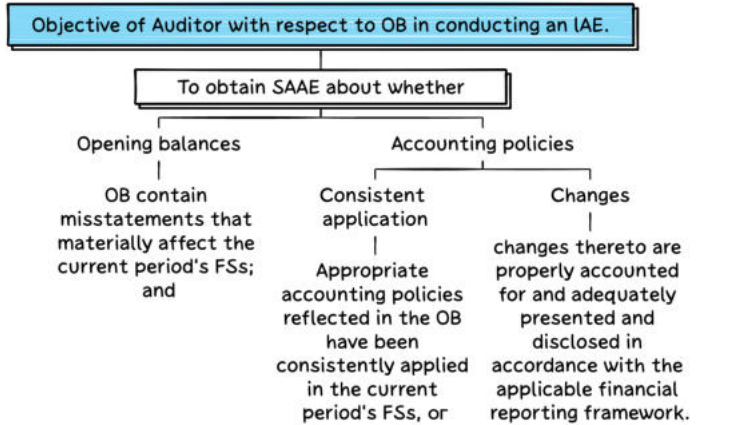 Objective of Auditor with respect to OB in conducting an IAE.
To obtain SAAE about whether
Opening balances
OB contain
misstatements that
materially affect the
current period's FSs;
and
Accounting policies
Consistent
application
Appropriate
accounting policies
reflected in the OB
have been
consistently applied
in the current
period's FSs, or
Changes
changes thereto are
properly accounted
for and adequately
presented and
disclosed in
accordance with the
applicable financial
reporting framework.